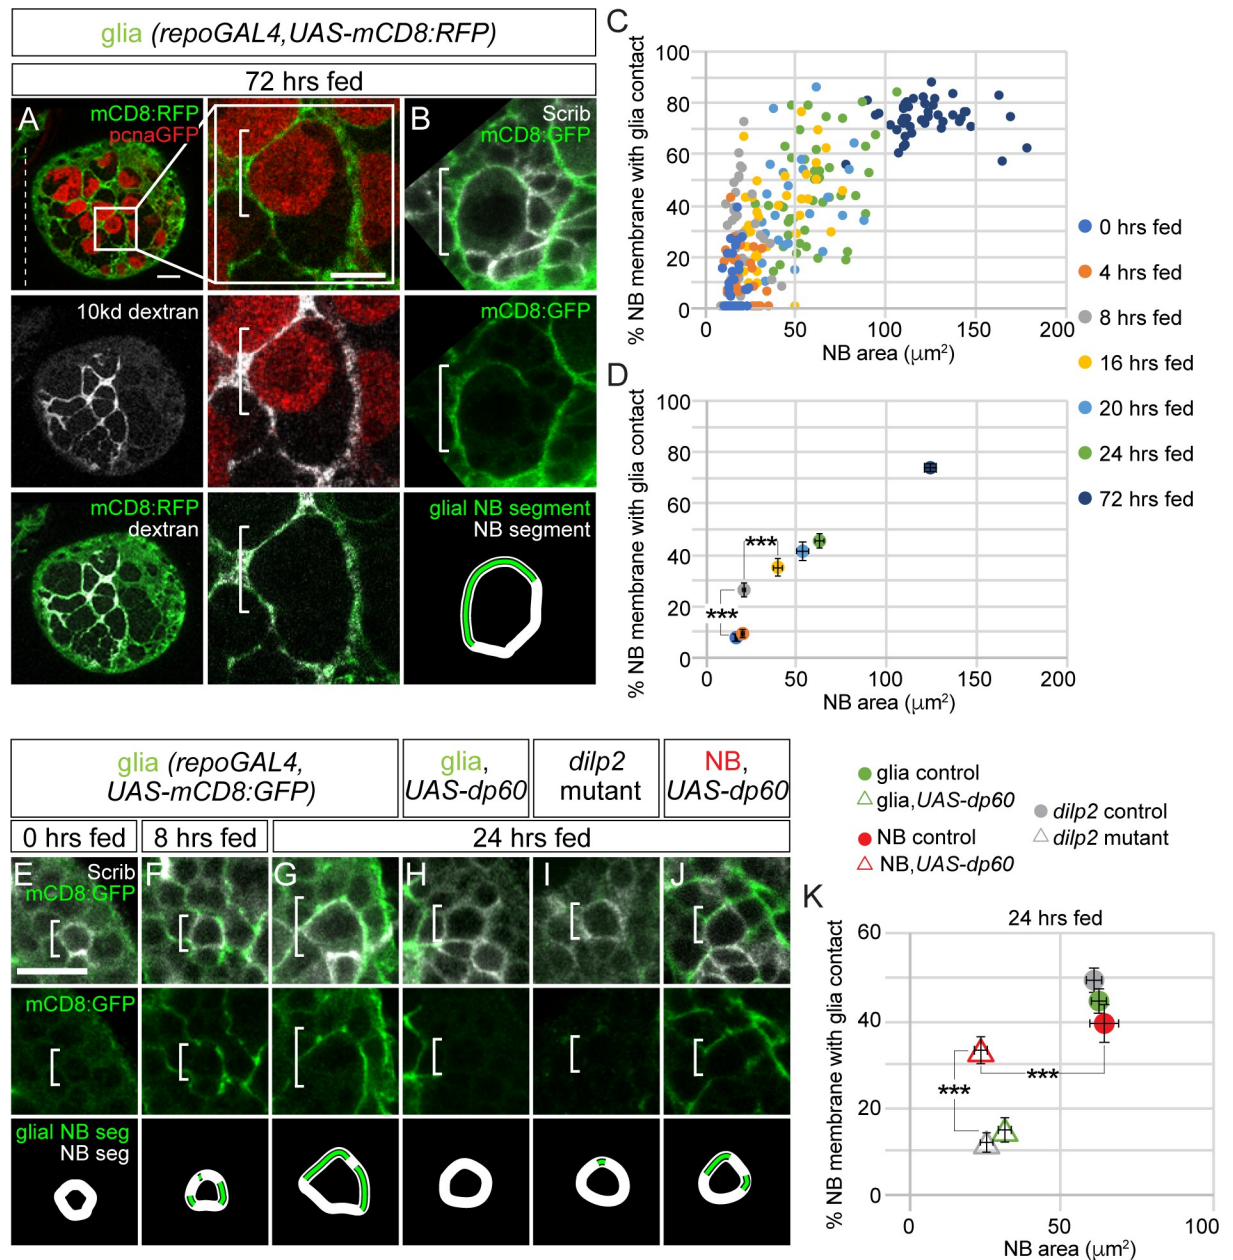 glia (repoGAL4,UAS-mCD8:RFP)
72 hrs fed
A
mCD8:RFP
pcnaGFP
B
Scrib
mCD8:GFP
10kd dextran
mCD8:GFP
mCD8:RFP
dextran
glial NB segment
NB segment
C
% NB membrane with glia contact
100
80
60
40
20
0
0 50 100 150 200
NB area (μm²)
D
% NB membrane with glia contact
100
80
60
40
20
0
***
***
0 50 100 150 200
NB area (μm²)
0 hrs fed
4 hrs fed
8 hrs fed
16 hrs fed
20 hrs fed
24 hrs fed
72 hrs fed
glia (repoGAL4,
UAS-mCD8:GFP)
glia,
UAS-dp60
dilp2
mutant
NB,
UAS-dp60
0 hrs fed
8 hrs fed
24 hrs fed
E
Scrib
mCD8:GFP
F
G
H
I
J
mCD8:GFP
glial NB seg
NB seg
glia control
glia,UAS-dp60
NB control
NB,UAS-dp60
dilp2 control
dilp2 mutant
K
24 hrs fed
% NB membrane with glia contact
60
40
20
0
***
***
0 50 100
NB area (μm²)